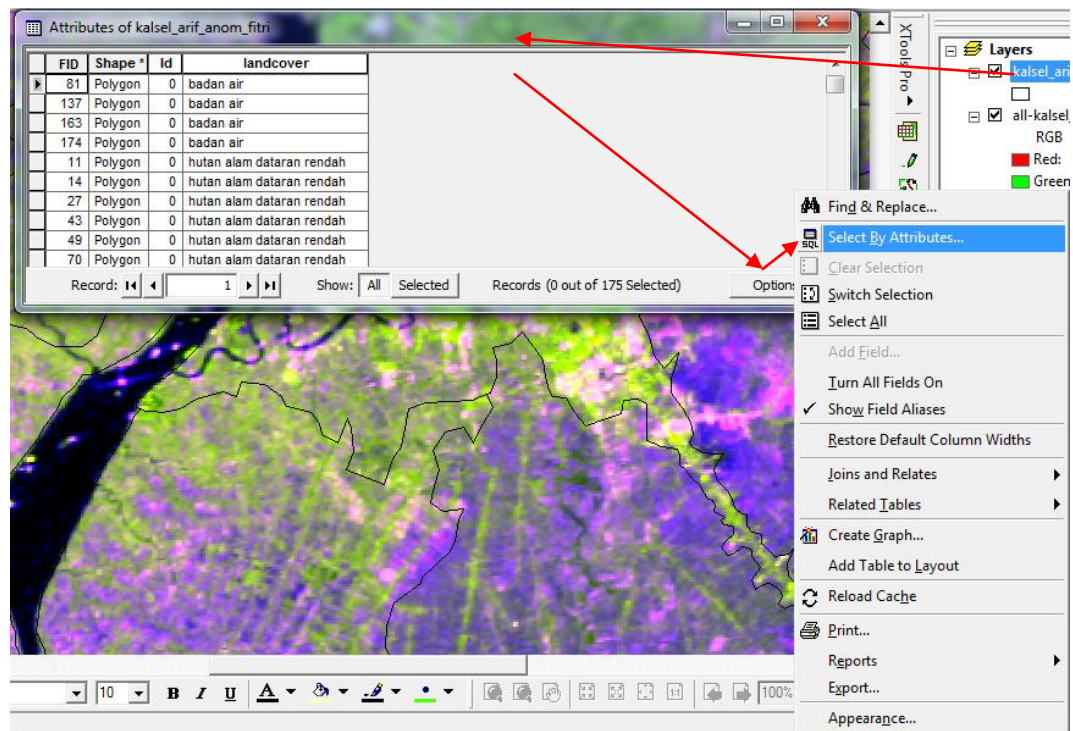 Attributes of kalsel_arif_anom_fitri
FID Shape * Id landcover
81 Polygon 0 badan air
137 Polygon 0 badan air
163 Polygon 0 badan air
174 Polygon 0 badan air
11 Polygon 0 hutan alam dataran rendah
14 Polygon 0 hutan alam dataran rendah
27 Polygon 0 hutan alam dataran rendah
43 Polygon 0 hutan alam dataran rendah
49 Polygon 0 hutan alam dataran rendah
70 Polygon 0 hutan alam dataran rendah
Record: 1 Show: All Selected Records (0 out of 175 Selected) Options
XTools Pro
Layers
kalsel_ari
all-kalsel_
RGB
Red:
Green
Find & Replace...
SQL Select By Attributes...
Clear Selection
Switch Selection
Select All
Add Field...
Turn All Fields On
Show Field Aliases
Restore Default Column Widths
Joins and Relates
Related Tables
Create Graph...
Add Table to Layout
Reload Cache
Print...
Reports
Export...
Appearance...
10 B I U A 1:1 100%